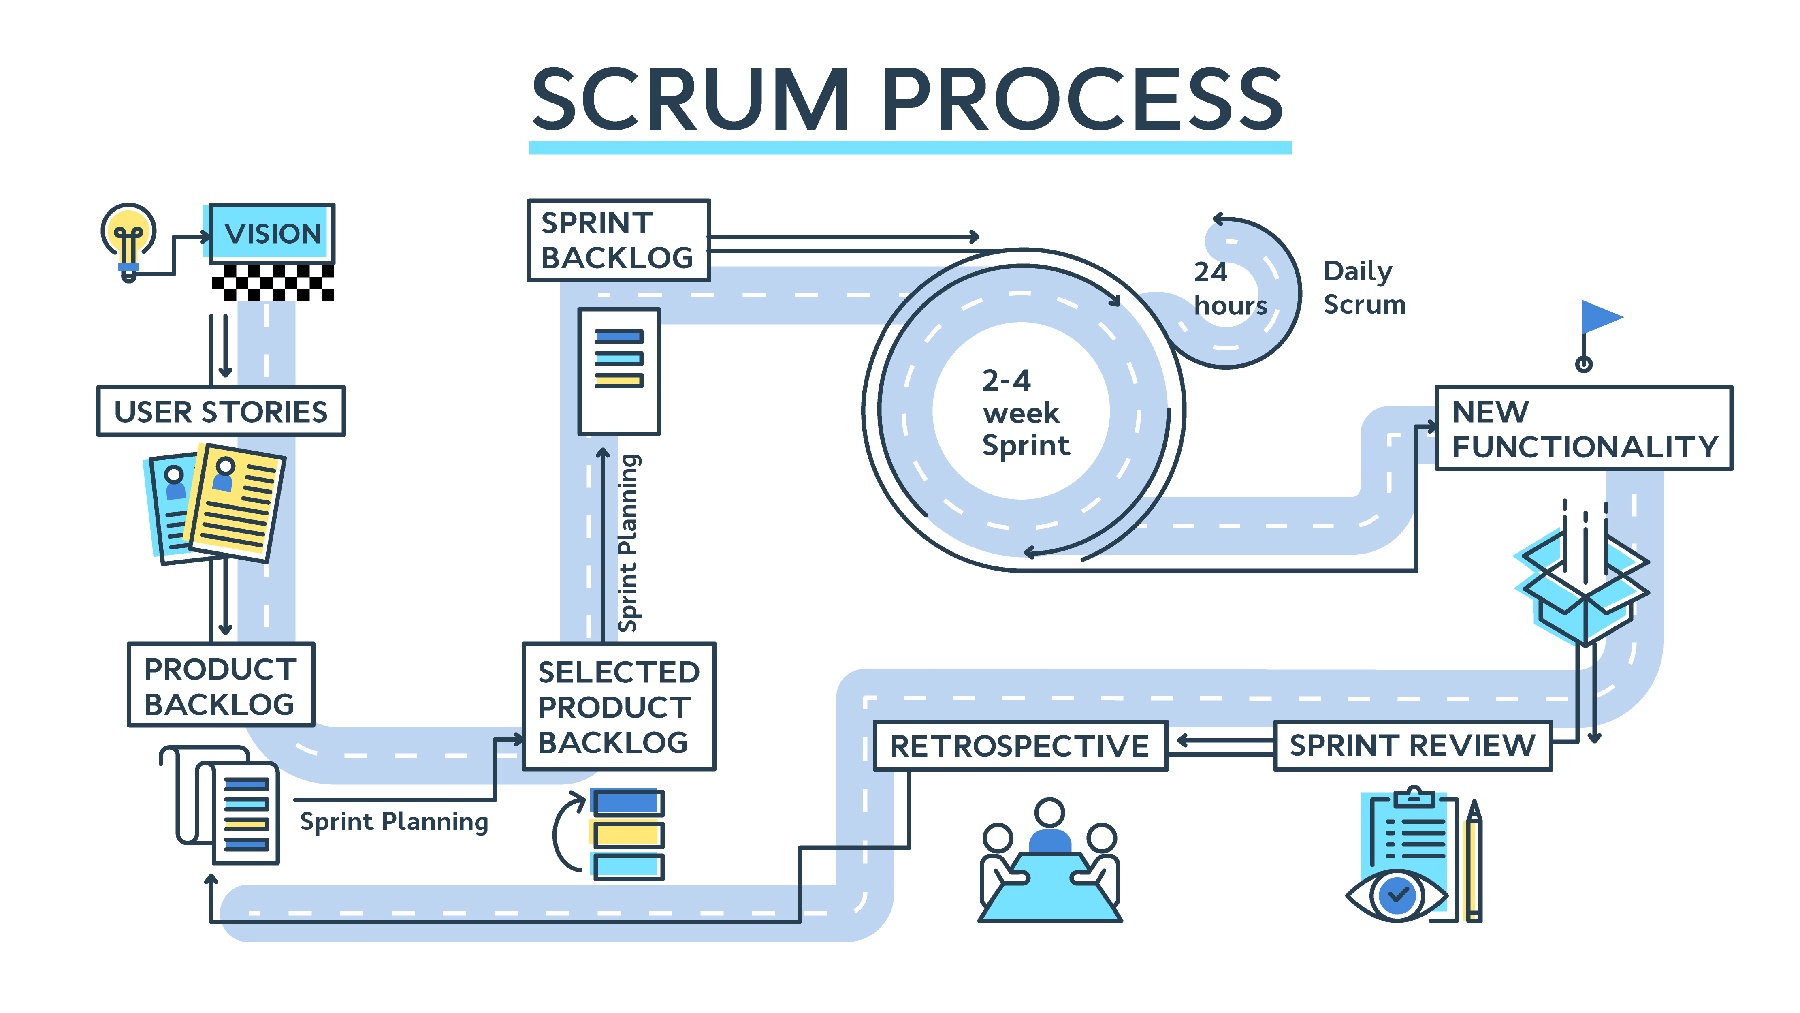 SCRUM PROCESS
VISION
USER STORIES
PRODUCT
BACKLOG
Sprint Planning
SELECTED
PRODUCT
BACKLOG
Sprint Planning
SPRINT
BACKLOG
2-4
week
Sprint
24
hours
Daily
Scrum
NEW
FUNCTIONALITY
SPRINT REVIEW
RETROSPECTIVE